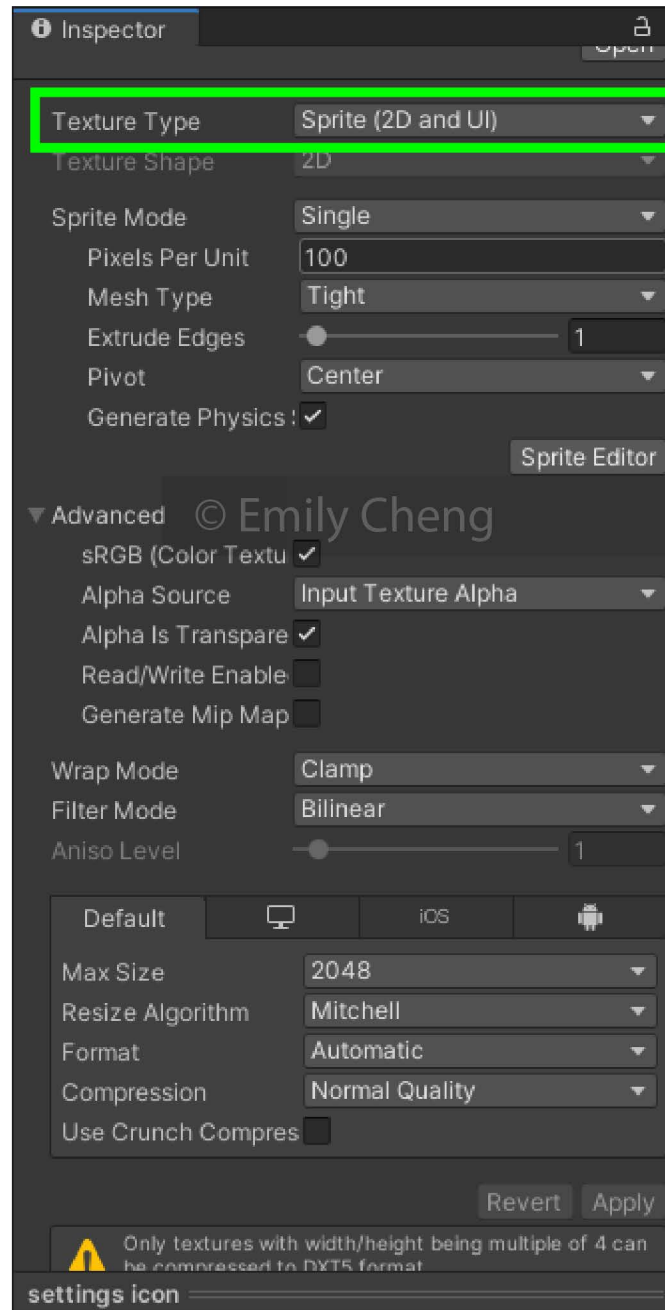 Inspector
Open
Texture Type Sprite (2D and UI)
Texture Shape 2D
Sprite Mode Single
Pixels Per Unit 100
Mesh Type Tight
Extrude Edges 1
Pivot Center
Generate Physics S
Sprite Editor
Advanced
© Emily Cheng
sRGB (Color Textu
Alpha Source Input Texture Alpha
Alpha Is Transpare
Read/Write Enable
Generate Mip Map
Wrap Mode Clamp
Filter Mode Bilinear
Aniso Level 1
Default iOS
Max Size 2048
Resize Algorithm Mitchell
Format Automatic
Compression Normal Quality
Use Crunch Compres
Revert Apply
Only textures with width/height being multiple of 4 can
be compressed to DXT5 format
settings icon